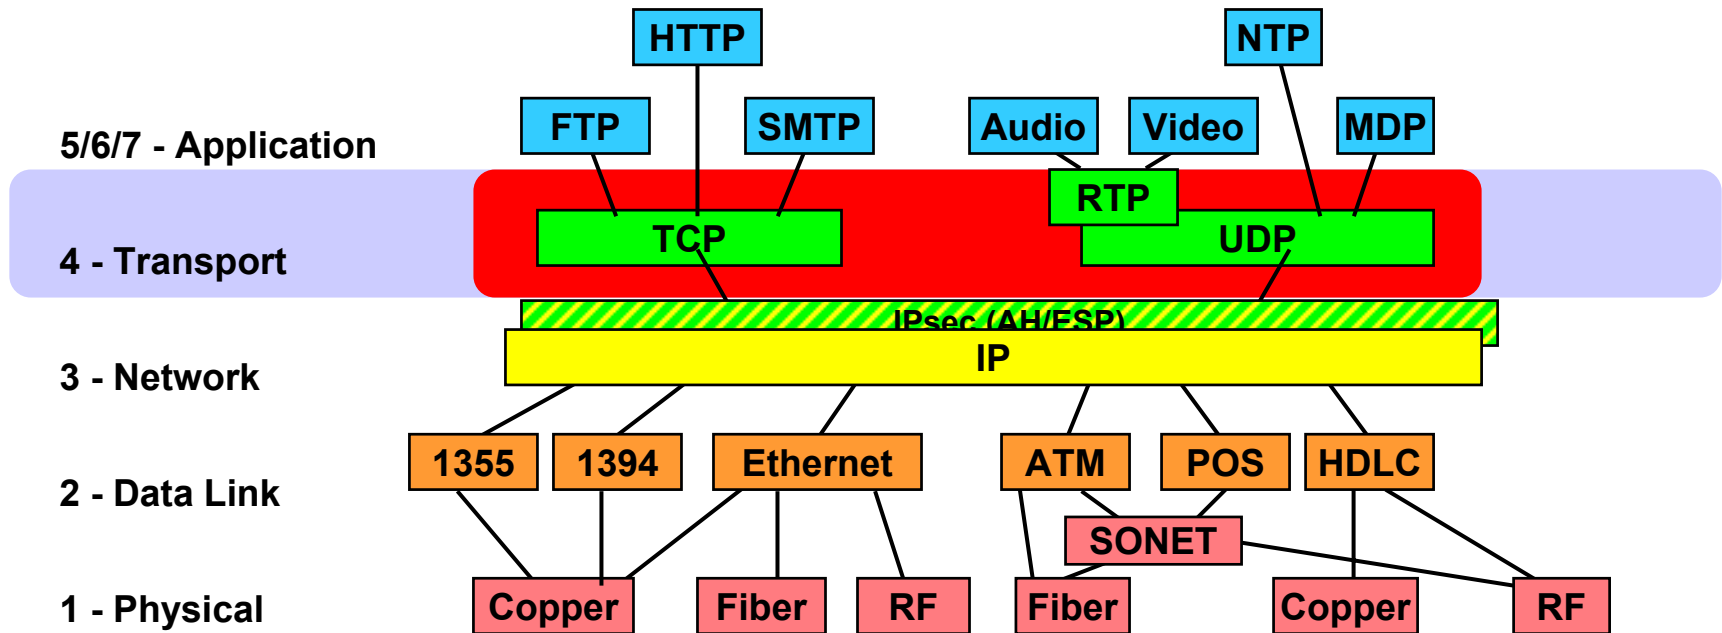 HTTP
NTP
FTP
SMTP
Audio
Video
MDP
5/6/7 - Application
RTP
TCP
UDP
4 - Transport
IPsec (AH/ESP)
IP
3 - Network
1355
1394
Ethernet
ATM
POS
HDLC
2 - Data Link
SONET
1 - Physical
Copper
Fiber
RF
Fiber
Copper
RF